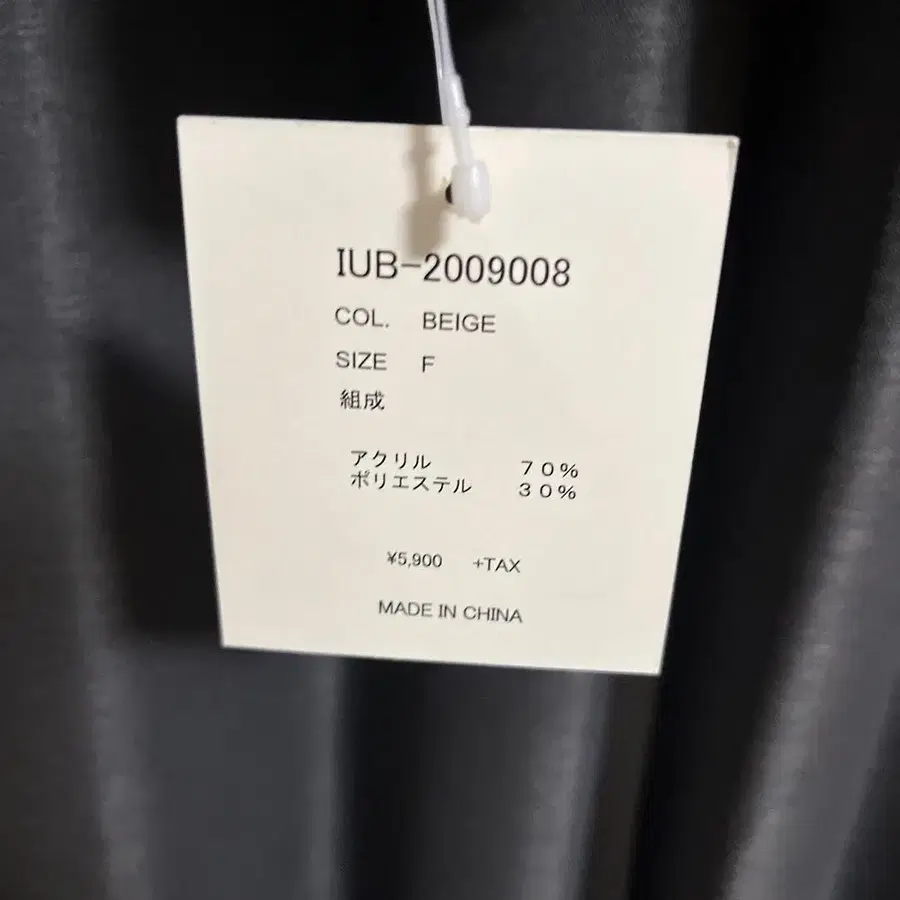 IUB-2009008
COL. BEIGE
SIZE F
組成
アクリル ７０%
ポリエステル ３０%
¥5,900 +TAX
MADE IN CHINA